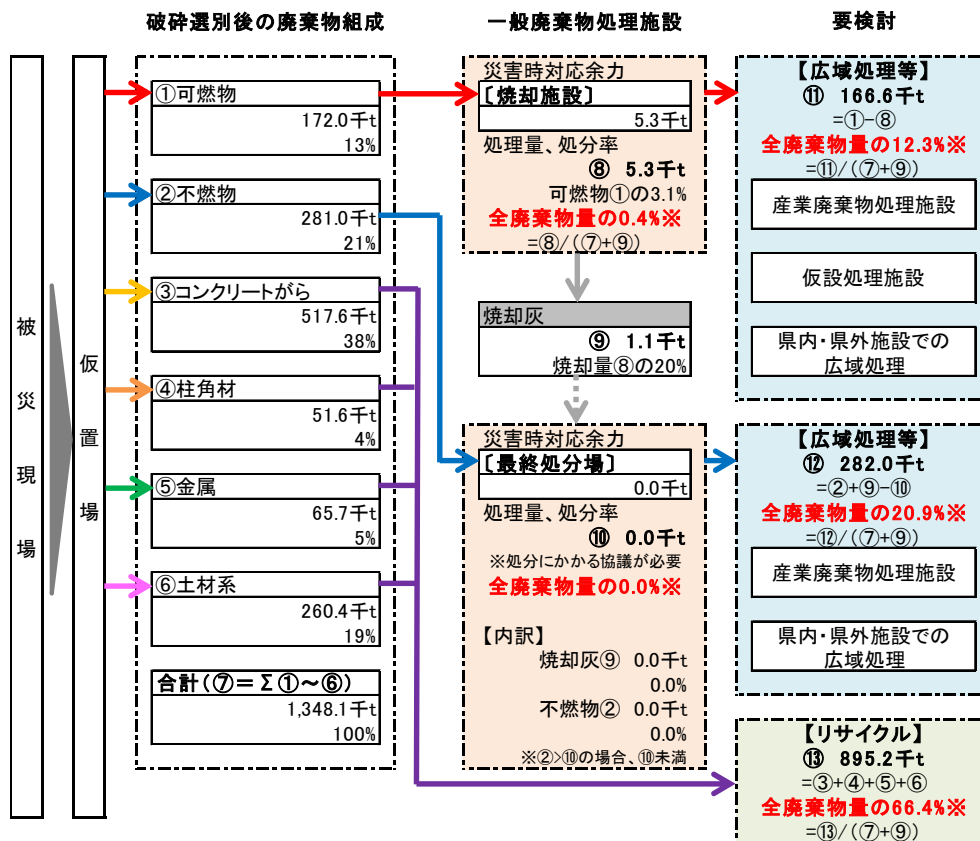 破砕選別後の廃棄物組成
一般廃棄物処理施設
要検討
被災現場
仮置場
①可燃物
172.0千t
13%
②不燃物
281.0千t
21%
③コンクリートがら
517.6千t
38%
④柱角材
51.6千t
4%
⑤金属
65.7千t
5%
⑥土材系
260.4千t
19%
合計(⑦=Σ①~⑥)
1,348.1千t
100%
災害時対応余力
〔焼却施設〕
5.3千t
処理量、処分率
⑧ 5.3千t
可燃物①の3.1%
全廃棄物量の0.4%※
=⑧/(⑦+⑨)
焼却灰
⑨ 1.1千t
焼却量⑧の20%
災害時対応余力
〔最終処分場〕
0.0千t
処理量、処分率
⑩ 0.0千t
※処分にかかる協議が必要
全廃棄物量の0.0%※
【内訳】
焼却灰⑨ 0.0千t
0.0%
不燃物② 0.0千t
0.0%
※②>⑩の場合、⑩未満
【広域処理等】
⑪ 166.6千t
=①-⑧
全廃棄物量の12.3%※
=⑪/(⑦+⑨)
産業廃棄物処理施設
仮設処理施設
県内・県外施設での
広域処理
【広域処理等】
⑫ 282.0千t
=②+⑨-⑩
全廃棄物量の20.9%※
=⑫/(⑦+⑨)
産業廃棄物処理施設
県内・県外施設での
広域処理
【リサイクル】
⑬ 895.2千t
=③+④+⑤+⑥
全廃棄物量の66.4%※
=⑬/(⑦+⑨)